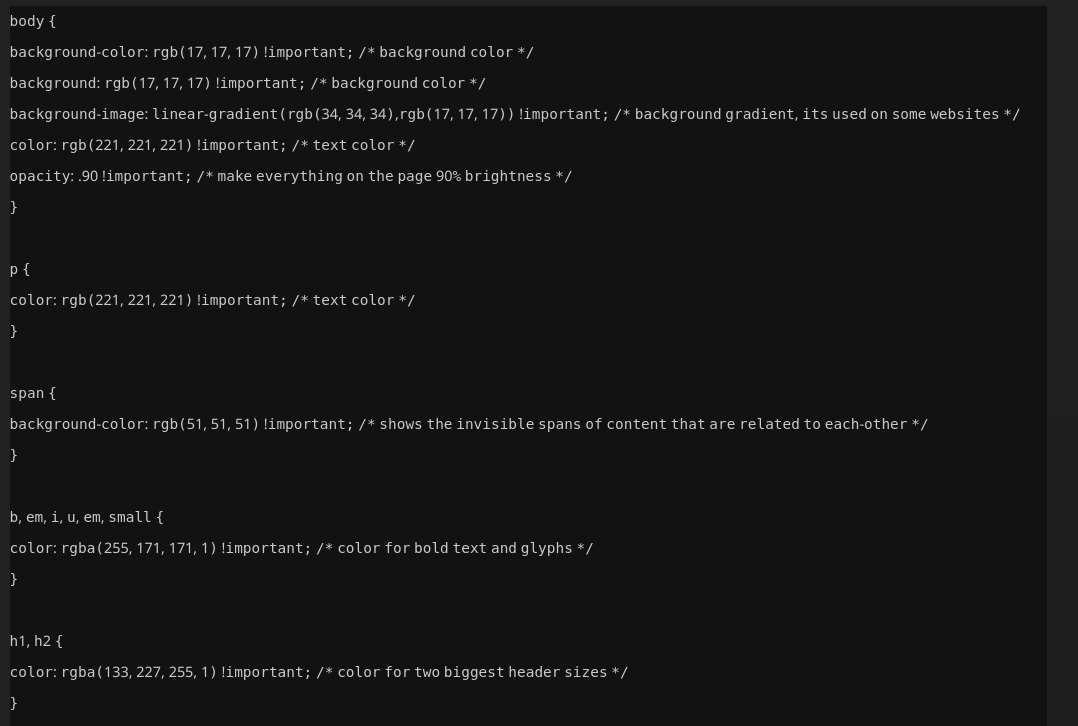 body {
background-color: rgb(17, 17, 17) !important; /* background color */
background: rgb(17, 17, 17) !important; /* background color */
background-image: linear-gradient(rgb(34, 34, 34),rgb(17, 17, 17)) !important; /* background gradient, its used on some websites */
color: rgb(221, 221, 221) !important; /* text color */
opacity: .90 !important; /* make everything on the page 90% brightness */
}
p {
color: rgb(221, 221, 221) !important; /* text color */
}
span {
background-color: rgb(51, 51, 51) !important; /* shows the invisible spans of content that are related to each-other */
}
b, em, i, u, em, small {
color: rgba(255, 171, 171, 1) !important; /* color for bold text and glyphs */
}
h1, h2 {
color: rgba(133, 227, 255, 1) !important; /* color for two biggest header sizes */
}